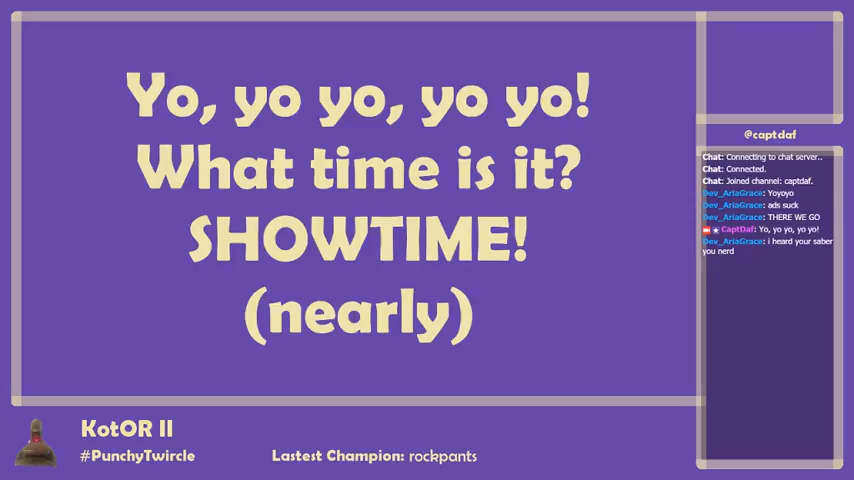 Yo, yo yo, yo yo!
What time is it?
SHOWTIME!
(nearly)
@captdaf
Chat: Connecting to chat server..
Chat: Connected.
Chat: Joined channel: captdaf.
Dev_AriaGrace: Yoyoyo
Dev_AriaGrace: ads suck
Dev_AriaGrace: THERE WE GO
CaptDaf: Yo, yo, yo, yo yo!
Dev_AriaGrace: i heard your saber
you nerd
KotOR II
#PunchyTwircle
Lastest Champion: rockpants